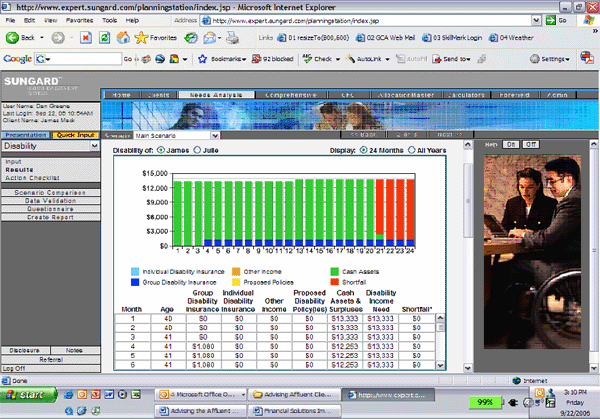 http://www.expert.sungard.com/planningstation/index.jsp - Microsoft Internet Explorer
File Edit View Favorites Tools Help Address http://www.expert.sungard.com/planningstation/index.jsp Go
Back Search Favorites Links 01 resizeTo(800,600) 02 GCA Web Mail 03 SkillMark Login 04 Weather
Google Go Bookmarks 92 blocked Check AutoLink AutoFill Send to Settings
SUNGARD
Home Clients Needs Analysis Comprehensive CFC AllocationMaster Calculators Forefield Admin
User Name: Dan Greene
Last Login: Sep 22, 06:10:54AM
Client Name: James Mack
Presentation Quick Input Main Scenario
Disability
Disability of: James Julie Display: 24 Months All Years
Help On Off
Input
Results
Action Checklist
Scenario Comparison
Data Validation
Questionnaire
Create Report
$15,000
$12,000
$9,000
$6,000
$3,000
$0
1 2 3 4 5 6 7 8 9 10 11 12 13 14 15 16 17 18 19 20 21 22 23 24
Individual Disability Insurance Other Income Cash Assets
Group Disability Insurance Proposed Policies Shortfall
Month Age Group Disability Insurance Individual Disability Insurance Other Income Proposed Disability Policy(ies) Cash Assets & Surpluses Disability Income Need Shortfall*
1 40 $0 $0 $0 $0 $13,333 $13,333 $0
2 40 $0 $0 $0 $0 $13,333 $13,333 $0
3 41 $0 $0 $0 $0 $13,333 $13,333 $0
4 41 $1,080 $0 $0 $0 $12,253 $13,333 $0
5 41 $1,080 $0 $0 $0 $12,253 $13,333 $0
6 41 $1,080 $0 $0 $0 $12,253 $13,333 $0
Disclosure Notes
Referral
Log Off
Done Internet
start A Microsoft Office O... Advising Affluent Clie... http://www.expert.c...
Advising the Affluent ... Financial Solutions Im...
99%
3:10 PM
Friday
9/22/2006